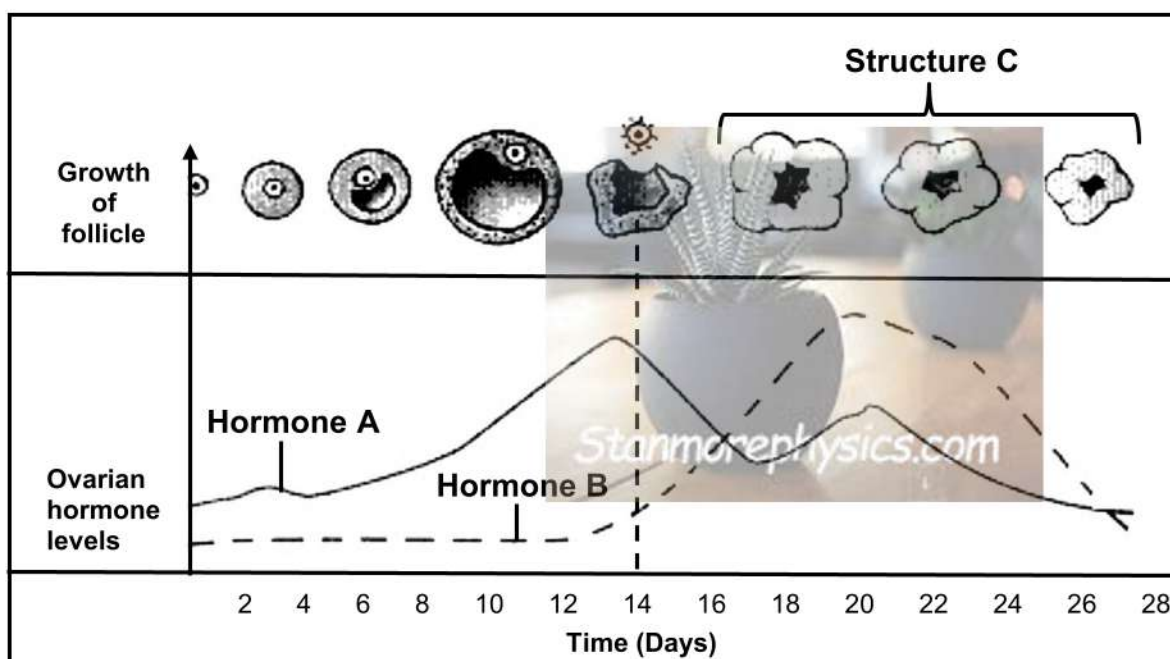 Structure C
Growth
of
follicle
Hormone A
Hormone B
Stanmorephysics.com
Ovarian
hormone
levels
2 4 6 8 10 12 14 16 18 20 22 24 26 28
Time (Days)